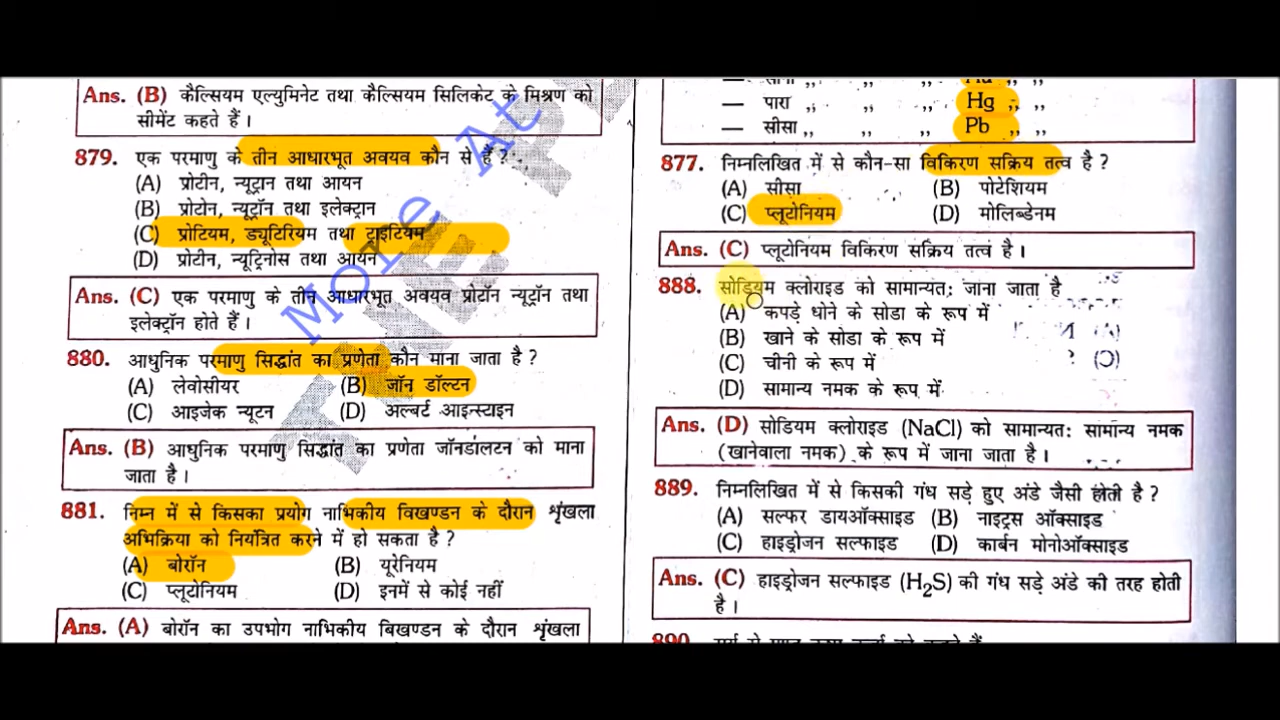 Ans. (B) कैल्सियम एल्युमिनेट तथा कैल्सियम सिलिकेट के मिश्रण को
सीमेंट कहते हैं।
879. एक परमाणु के तीन आधारभूत अवयव कौन से हैं?
(A) प्रोटीन, न्यूट्रान तथा आयन
(B) प्रोटोन, न्यूट्रॉन तथा इलेक्ट्रान
(C) प्रोटियम, ड्यूटिरियम तथा ट्राइटियम
(D) प्रोटीन, न्यूट्रिनोस तथा आयन
Ans. (C) एक परमाणु के तीन आधारभूत अवयव प्रोटॉन न्यूट्रॉन तथा
इलेक्ट्रॉन होते हैं।
880. आधुनिक परमाणु सिद्धांत का प्रणेता कौन माना जाता है?
(A) लेवोसीयर (B) जॉन डॉल्टन
(C) आइजेक न्यूटन (D) अल्बर्ट आइन्स्टाइन
Ans. (B) आधुनिक परमाणु सिद्धांत का प्रणेता जॉनडालटन को माना
जाता है।
881. निम्न में से किसका प्रयोग नाभिकीय विखण्डन के दौरान शृंखला
अभिक्रिया को नियंत्रित करने में हो सकता है?
(A) बोरॉन (B) यूरेनियम
(C) प्लूटोनियम (D) इनमें से कोई नहीं
Ans. (A) बोरॉन का उपभोग नाभिकीय बिखण्डन के दौरान शृंखला
More At
— पारा ,, ,, ,, Hg ,, ,,
— सीसा ,, ,, ,, Pb ,, ,,
877. निम्नलिखित में से कौन-सा विकिरण सक्रिय तत्व है?
(A) सीसा (B) पोटेशियम
(C) प्लूटोनियम (D) मोलिब्डेनम
Ans. (C) प्लूटोनियम विकिरण सक्रिय तत्व है।
888. सोडियम क्लोराइड को सामान्यत: जाना जाता है
(A) कपड़े धोने के सोडा के रूप में
(B) खाने के सोडा के रूप में
(C) चीनी के रूप में
(D) सामान्य नमक के रूप में
Ans. (D) सोडियम क्लोराइड (NaCl) को सामान्यत: सामान्य नमक
(खानेवाला नमक) के रूप में जाना जाता है।
889. निम्नलिखित में से किसकी गंध सड़े हुए अंडे जैसी होती है?
(A) सल्फर डायऑक्साइड (B) नाइट्रस ऑक्साइड
(C) हाइड्रोजन सल्फाइड (D) कार्बन मोनोऑक्साइड
Ans. (C) हाइड्रोजन सल्फाइड (H₂S) की गंध सड़े अंडे की तरह होती
है।